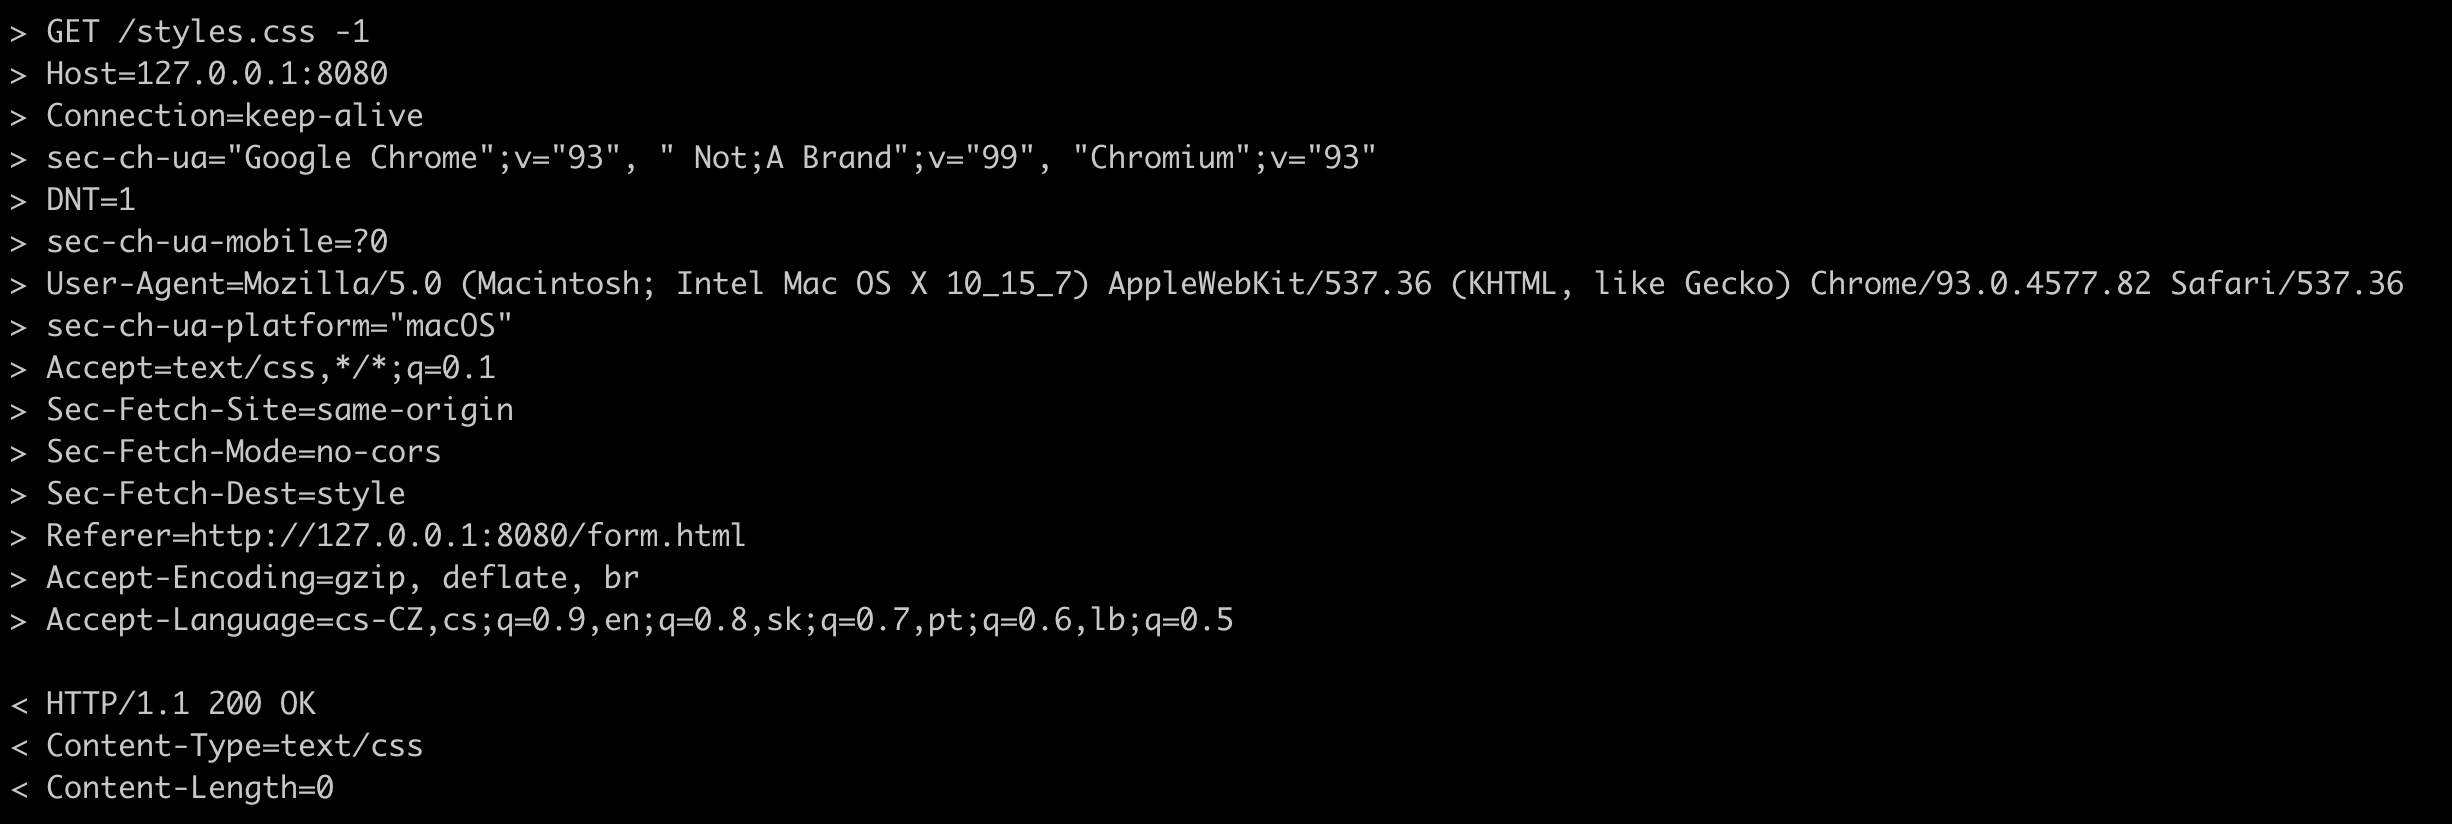 > GET /styles.css -1
> Host=127.0.0.1:8080
> Connection=keep-alive
> sec-ch-ua="Google Chrome";v="93", " Not;A Brand";v="99", "Chromium";v="93"
> DNT=1
> sec-ch-ua-mobile=?0
> User-Agent=Mozilla/5.0 (Macintosh; Intel Mac OS X 10_15_7) AppleWebKit/537.36 (KHTML, like Gecko) Chrome/93.0.4577.82 Safari/537.36
> sec-ch-ua-platform="macOS"
> Accept=text/css,*/*;q=0.1
> Sec-Fetch-Site=same-origin
> Sec-Fetch-Mode=no-cors
> Sec-Fetch-Dest=style
> Referer=http://127.0.0.1:8080/form.html
> Accept-Encoding=gzip, deflate, br
> Accept-Language=cs-CZ,cs;q=0.9,en;q=0.8,sk;q=0.7,pt;q=0.6,lb;q=0.5

< HTTP/1.1 200 OK
< Content-Type=text/css
< Content-Length=0